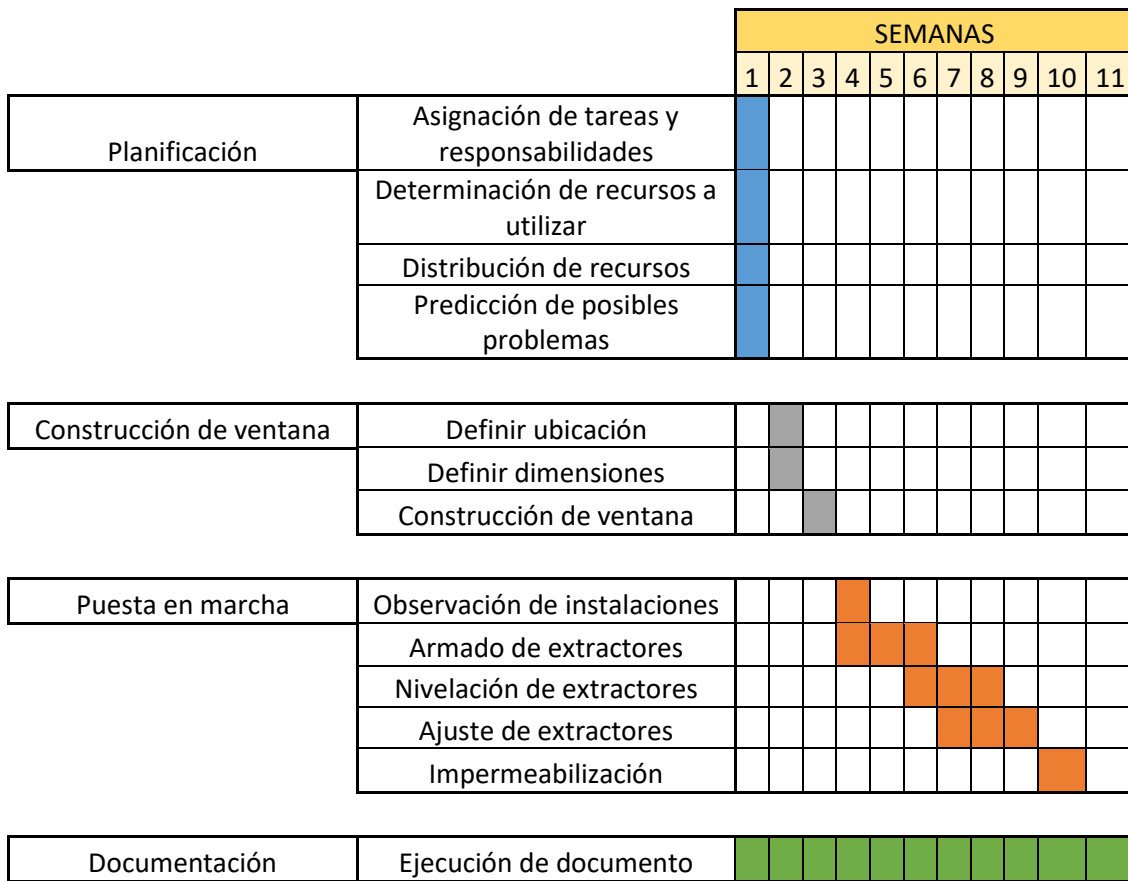 SEMANAS
1 2 3 4 5 6 7 8 9 10 11
Planificación
Asignación de tareas y
responsabilidades
Determinación de recursos a
utilizar
Distribución de recursos
Predicción de posibles
problemas
Construcción de ventana
Definir ubicación
Definir dimensiones
Construcción de ventana
Puesta en marcha
Observación de instalaciones
Armado de extractores
Nivelación de extractores
Ajuste de extractores
Impermeabilización
Documentación
Ejecución de documento